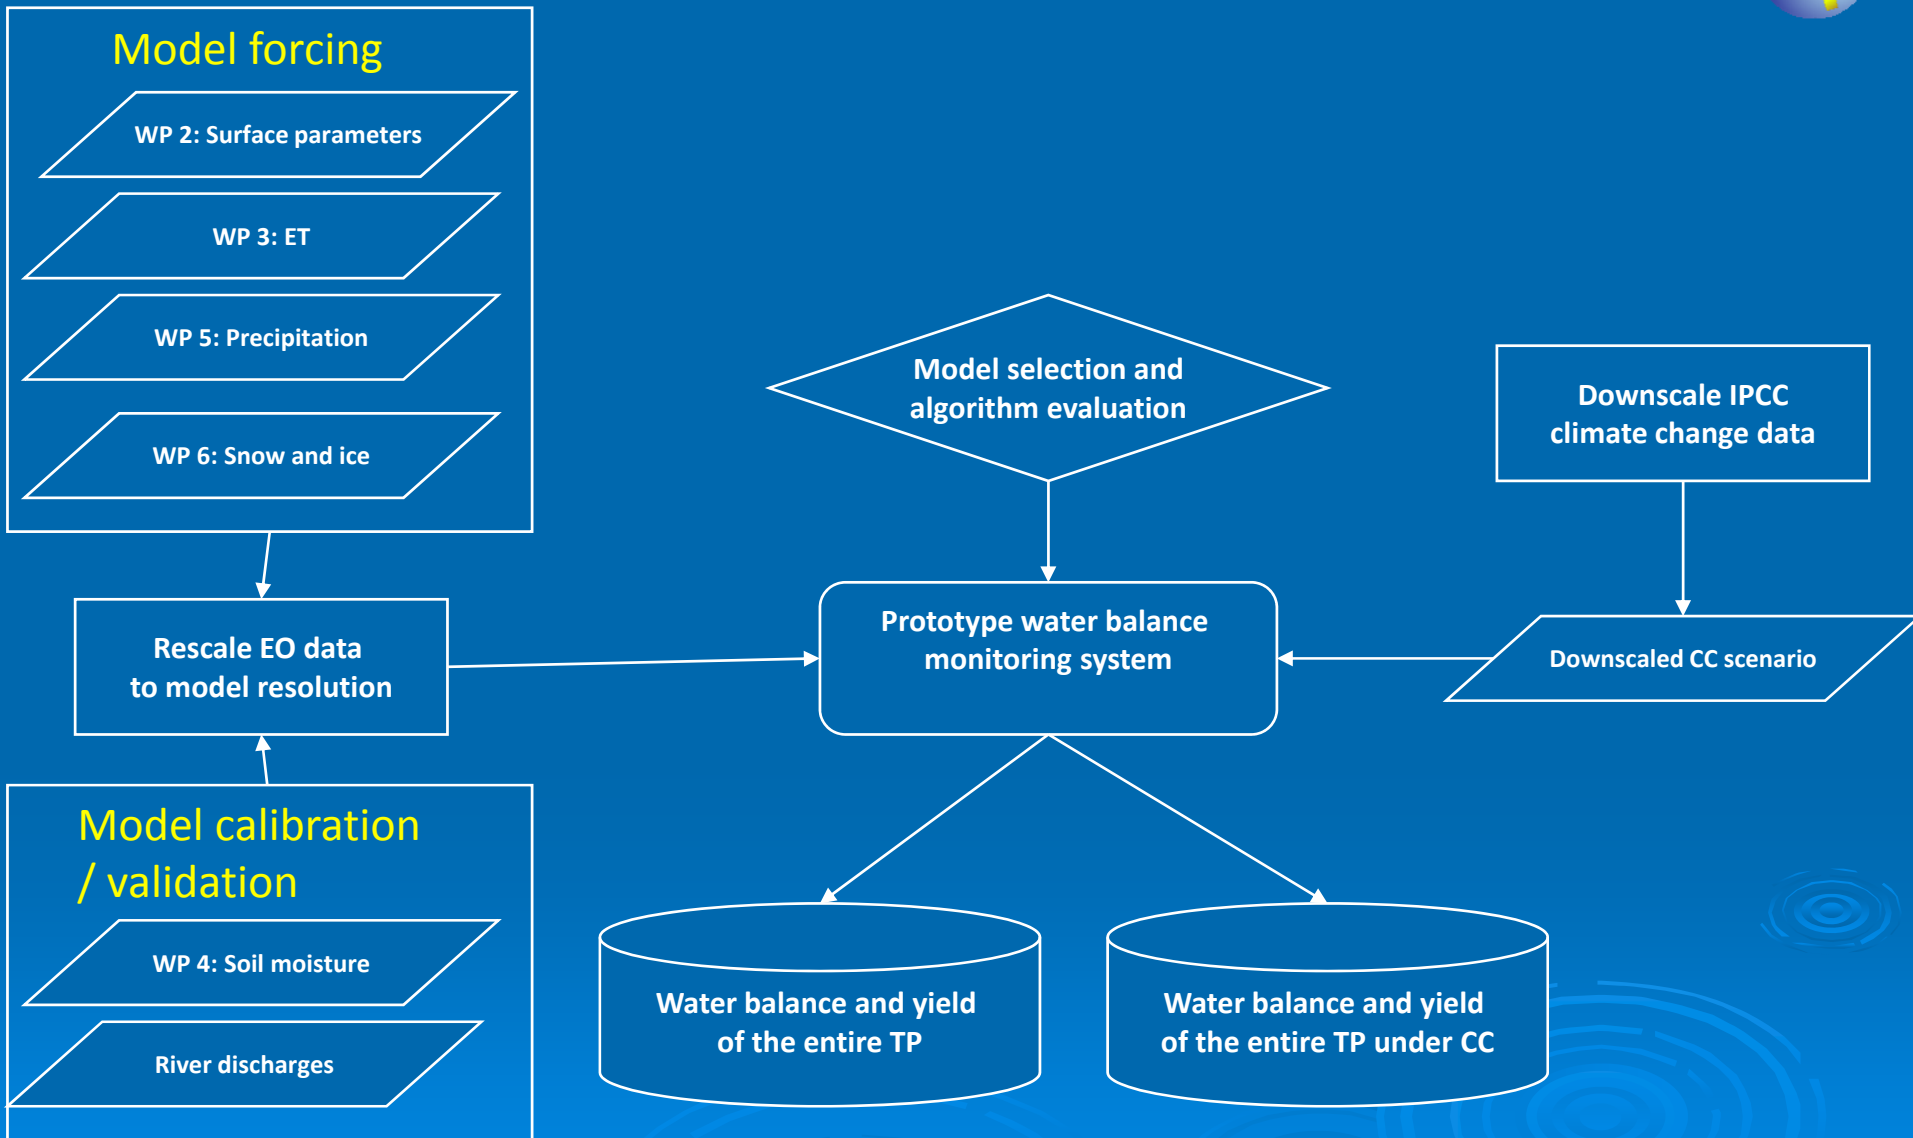 Model forcing
WP 2: Surface parameters
WP 3: ET
WP 5: Precipitation
WP 6: Snow and ice
Model selection and
algorithm evaluation
Downscale IPCC
climate change data
Rescale EO data
to model resolution
Prototype water balance
monitoring system
Downscaled CC scenario
Model calibration
/ validation
WP 4: Soil moisture
River discharges
Water balance and yield
of the entire TP
Water balance and yield
of the entire TP under CC